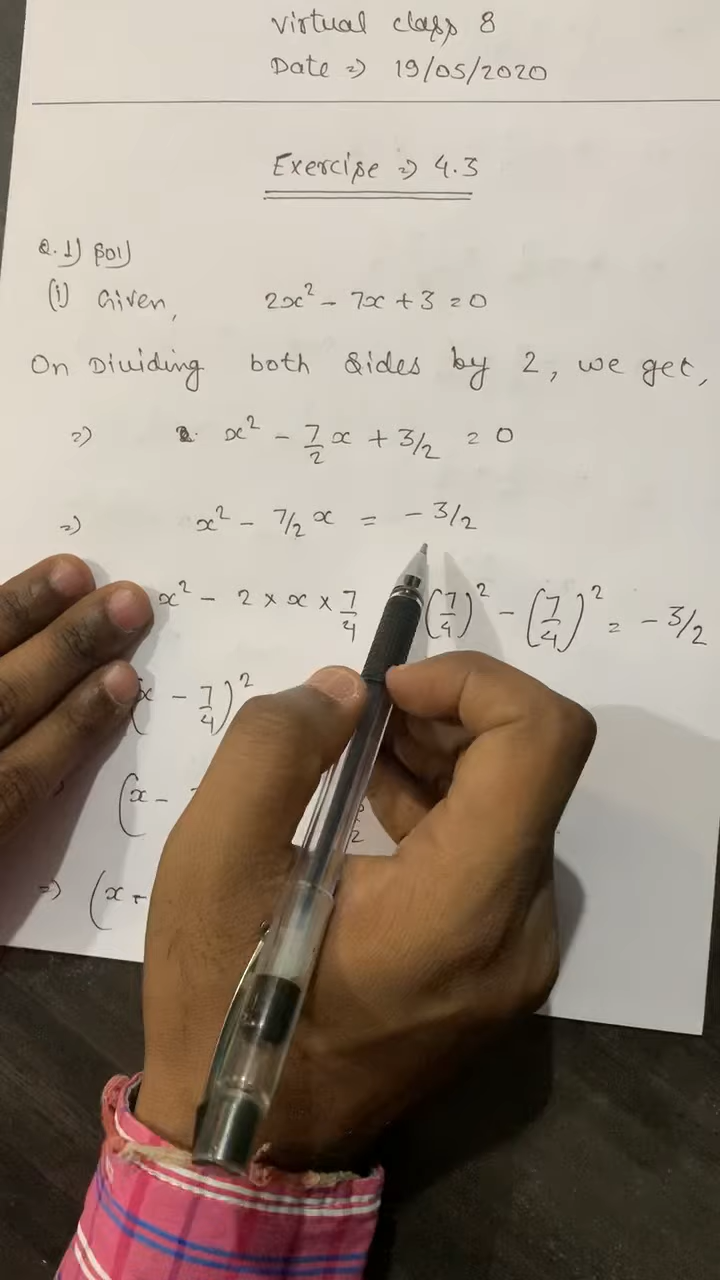 Virtual class 8
Date => 19/05/2020
Exercise => 4.3
Q.1) Sol)
(i) Given, 2x² - 7x + 3 = 0
On Dividing both Sides by 2, we get,
=> x² - 7/2 x + 3/2 = 0
=> x² - 7/2 x = - 3/2
x² - 2 × x × 7/4 (7/4)² - (7/4)² = - 3/2
(x - 7/4)²
(x -
=> (x -